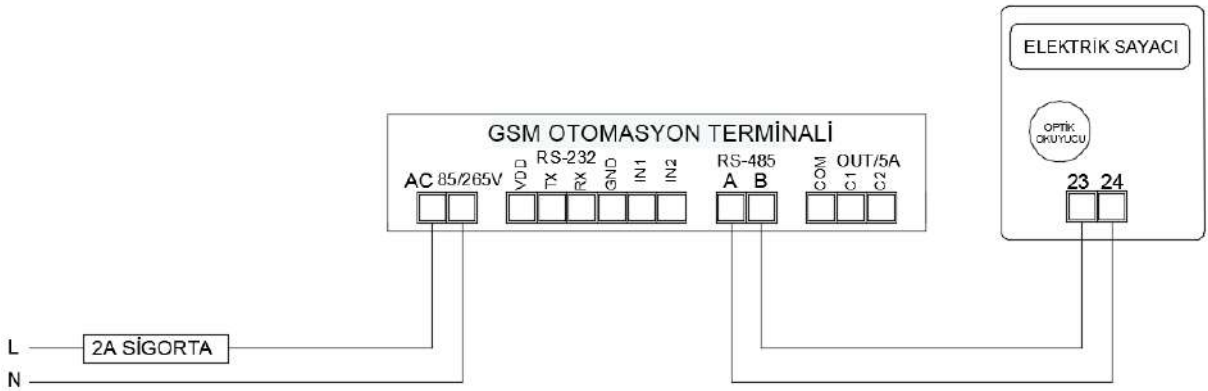 ELEKTRİK SAYACI
OPTİK
OKUYUCU
23 24
GSM OTOMASYON TERMİNALİ
RS-232
RS-485
OUT/5A
AC 85/265V
VDD
TX
RX
GND
IN1
IN2
A B
COM
C1
C2
L
2A SİGORTA
N